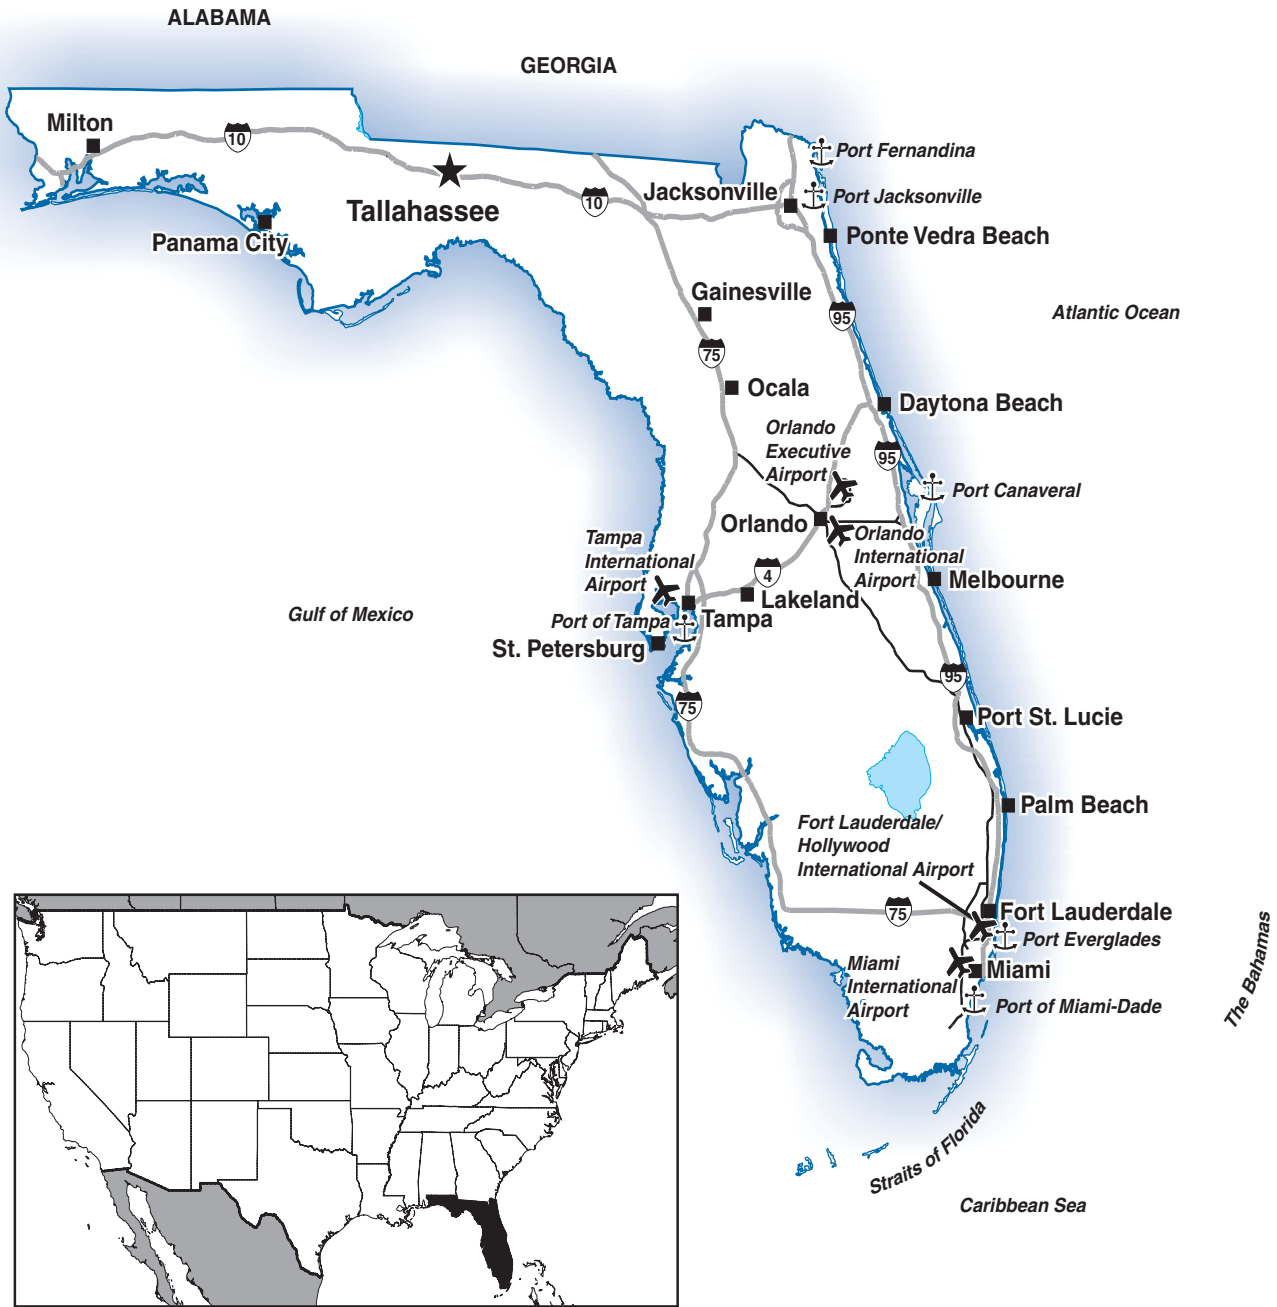 ALABAMA
GEORGIA
Milton
10
Port Fernandina
Jacksonville
10
Port Jacksonville
Tallahassee
Panama City
Ponte Vedra Beach
Gainesville
95
Atlantic Ocean
75
Ocala
Daytona Beach
Orlando
Executive
Airport
95
Port Canaveral
Orlando
Orlando
International
Airport
Tampa
International
Airport
4
Melbourne
Lakeland
Gulf of Mexico
Port of Tampa
Tampa
St. Petersburg
95
75
Port St. Lucie
Palm Beach
Fort Lauderdale/
Hollywood
International Airport
75
Fort Lauderdale
Port Everglades
Miami
International
Airport
Miami
Port of Miami-Dade
The Bahamas
Straits of Florida
Caribbean Sea